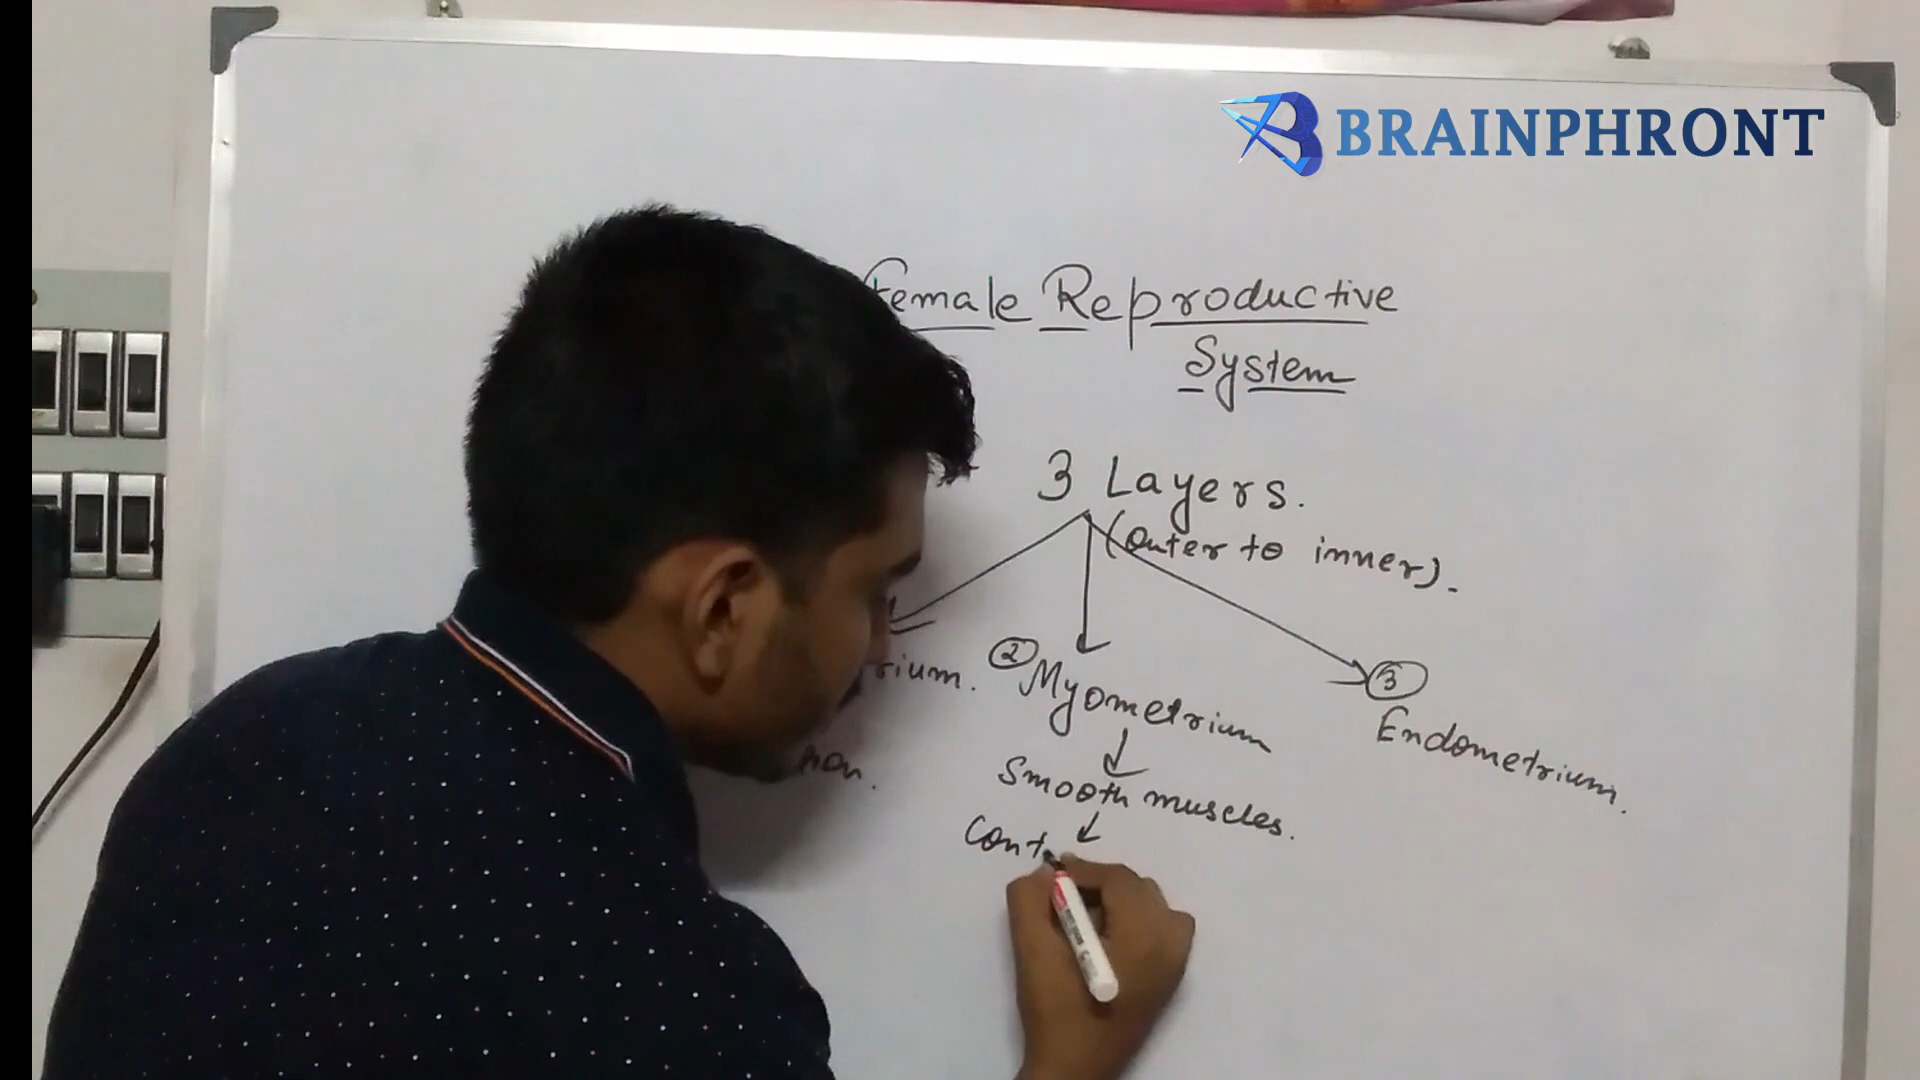 BRAINPHRONT
Female Reproductive
System
3 Layers.
(outer to inner).
rium.
② Myometrium
③
Endometrium.
Smooth muscles.
Cont